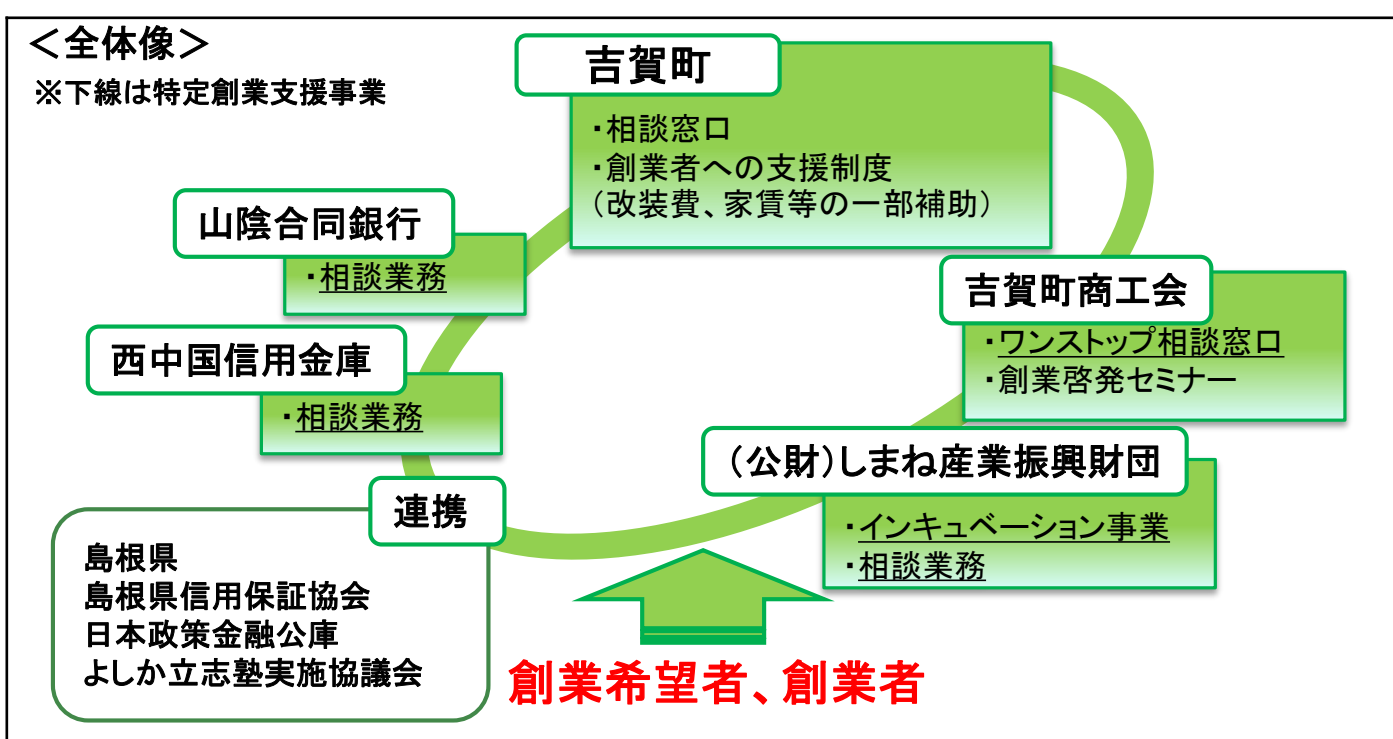 ＜全体像＞
※下線は特定創業支援事業
吉賀町
・相談窓口
・創業者への支援制度
（改装費、家賃等の一部補助）
山陰合同銀行
・相談業務
吉賀町商工会
・ワンストップ相談窓口
・創業啓発セミナー
西中国信用金庫
・相談業務
（公財）しまね産業振興財団
・インキュベーション事業
・相談業務
連携
島根県
島根県信用保証協会
日本政策金融公庫
よしか立志塾実施協議会
創業希望者、創業者